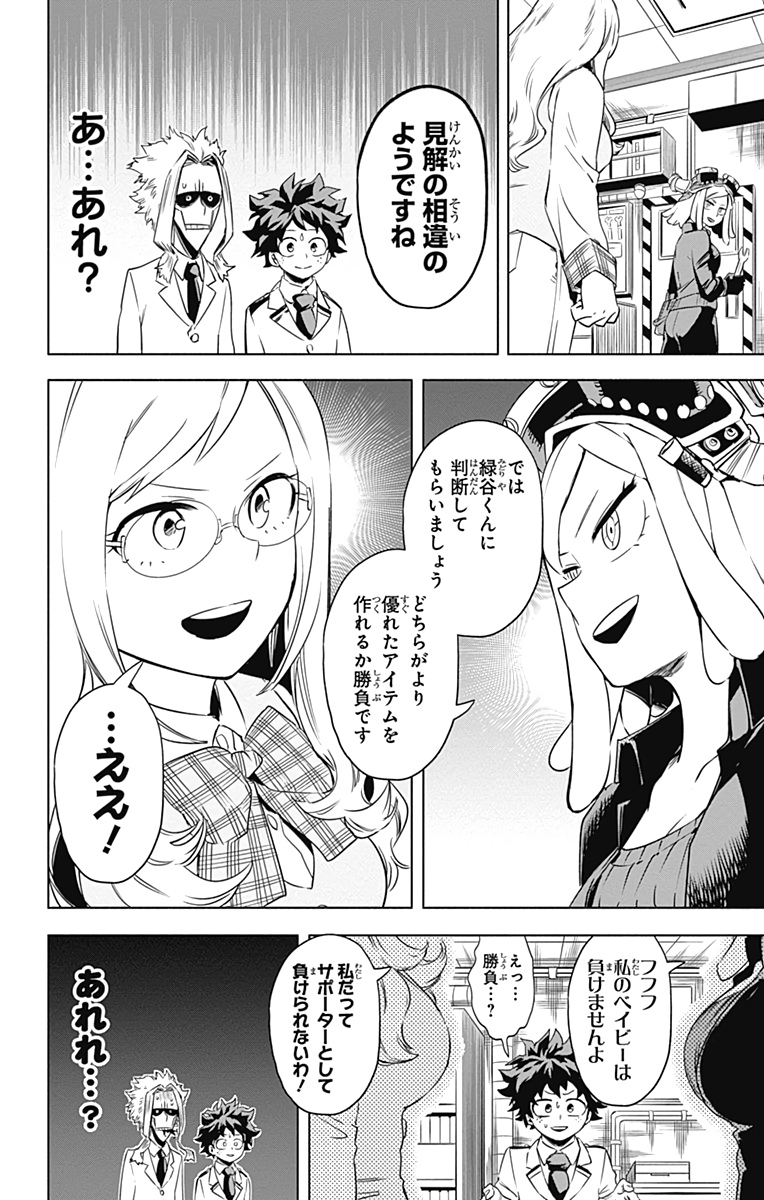 見解の相違の
ようですね
あ…あれ？
では
緑谷くんに
判断して
もらいましょう
どちらがより
優れたアイテムを
作れるか勝負です
…ええ！
フフフ
私のベイビーは
負けませんよ
えっ…
勝負…？
私だって
サポーターとして
負けられないわ！
あれれ…？